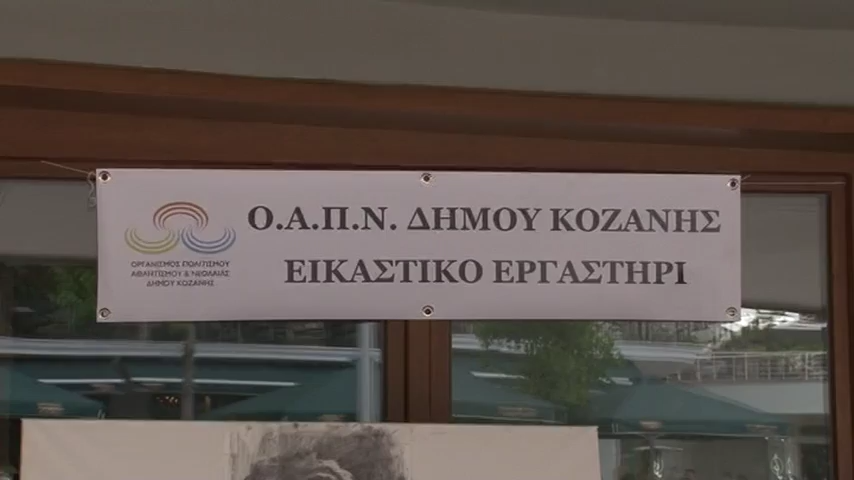 Ο.Α.Π.Ν. ΔΗΜΟΥ ΚΟΖΑΝΗΣ
ΕΙΚΑΣΤΙΚΟ ΕΡΓΑΣΤΗΡΙ
ΟΡΓΑΝΙΣΜΟΣ ΠΟΛΙΤΙΣΜΟΥ
ΑΘΛΗΤΙΣΜΟΥ & ΝΕΟΛΑΙΑΣ
ΔΗΜΟΥ ΚΟΖΑΝΗΣ